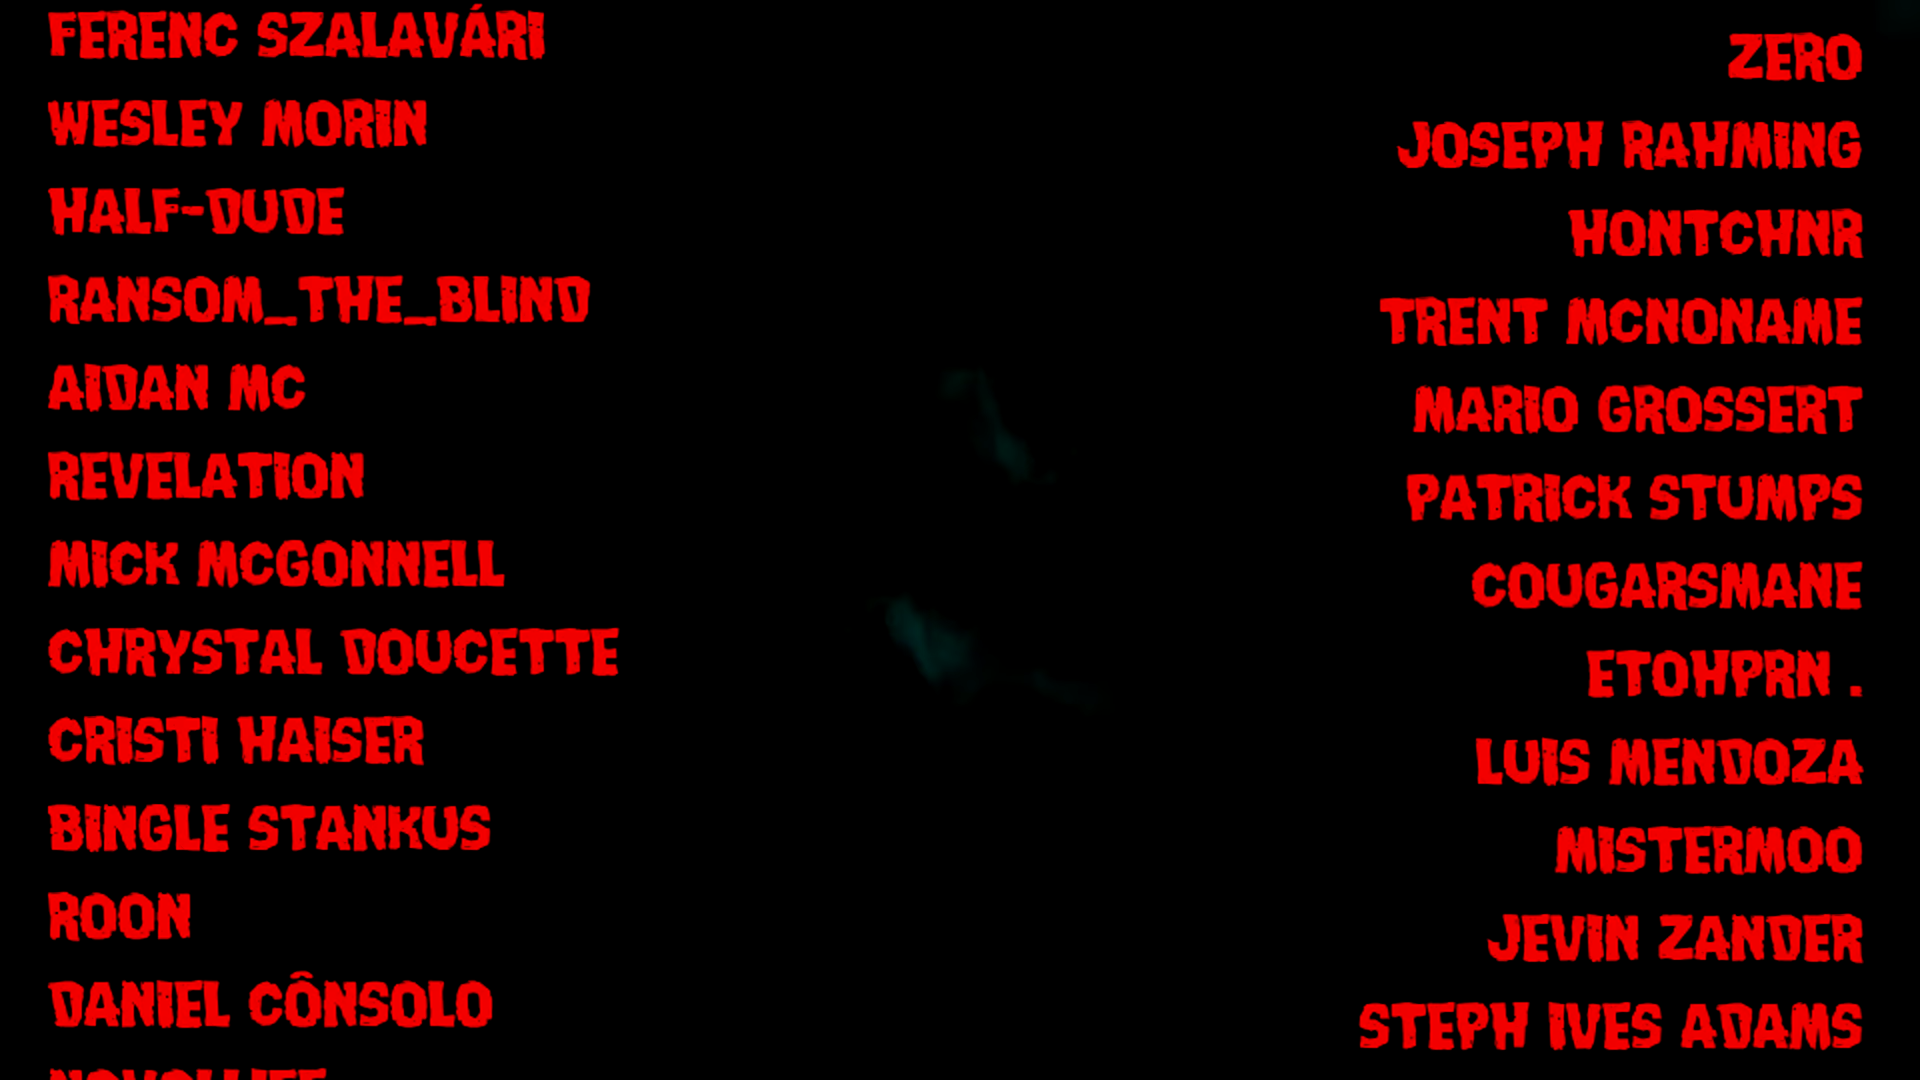 FERENC SZALAVÁRI
WESLEY MORIN
HALF-DUDE
RANSOM_THE_BLIND
AIDAN MC
REVELATION
MICK MCGONNELL
CHRYSTAL DOUCETTE
CRISTI HAISER
BINGLE STANKUS
ROON
DANIEL CÔNSOLO
ZERO
JOSEPH RAHMING
HONTCHNR
TRENT MCNONAME
MARIO GROSSERT
PATRICK STUMPS
COUGARSMANE
ETOHPRN .
LUIS MENDOZA
MISTERMOO
JEVIN ZANDER
STEPH IVES ADAMS